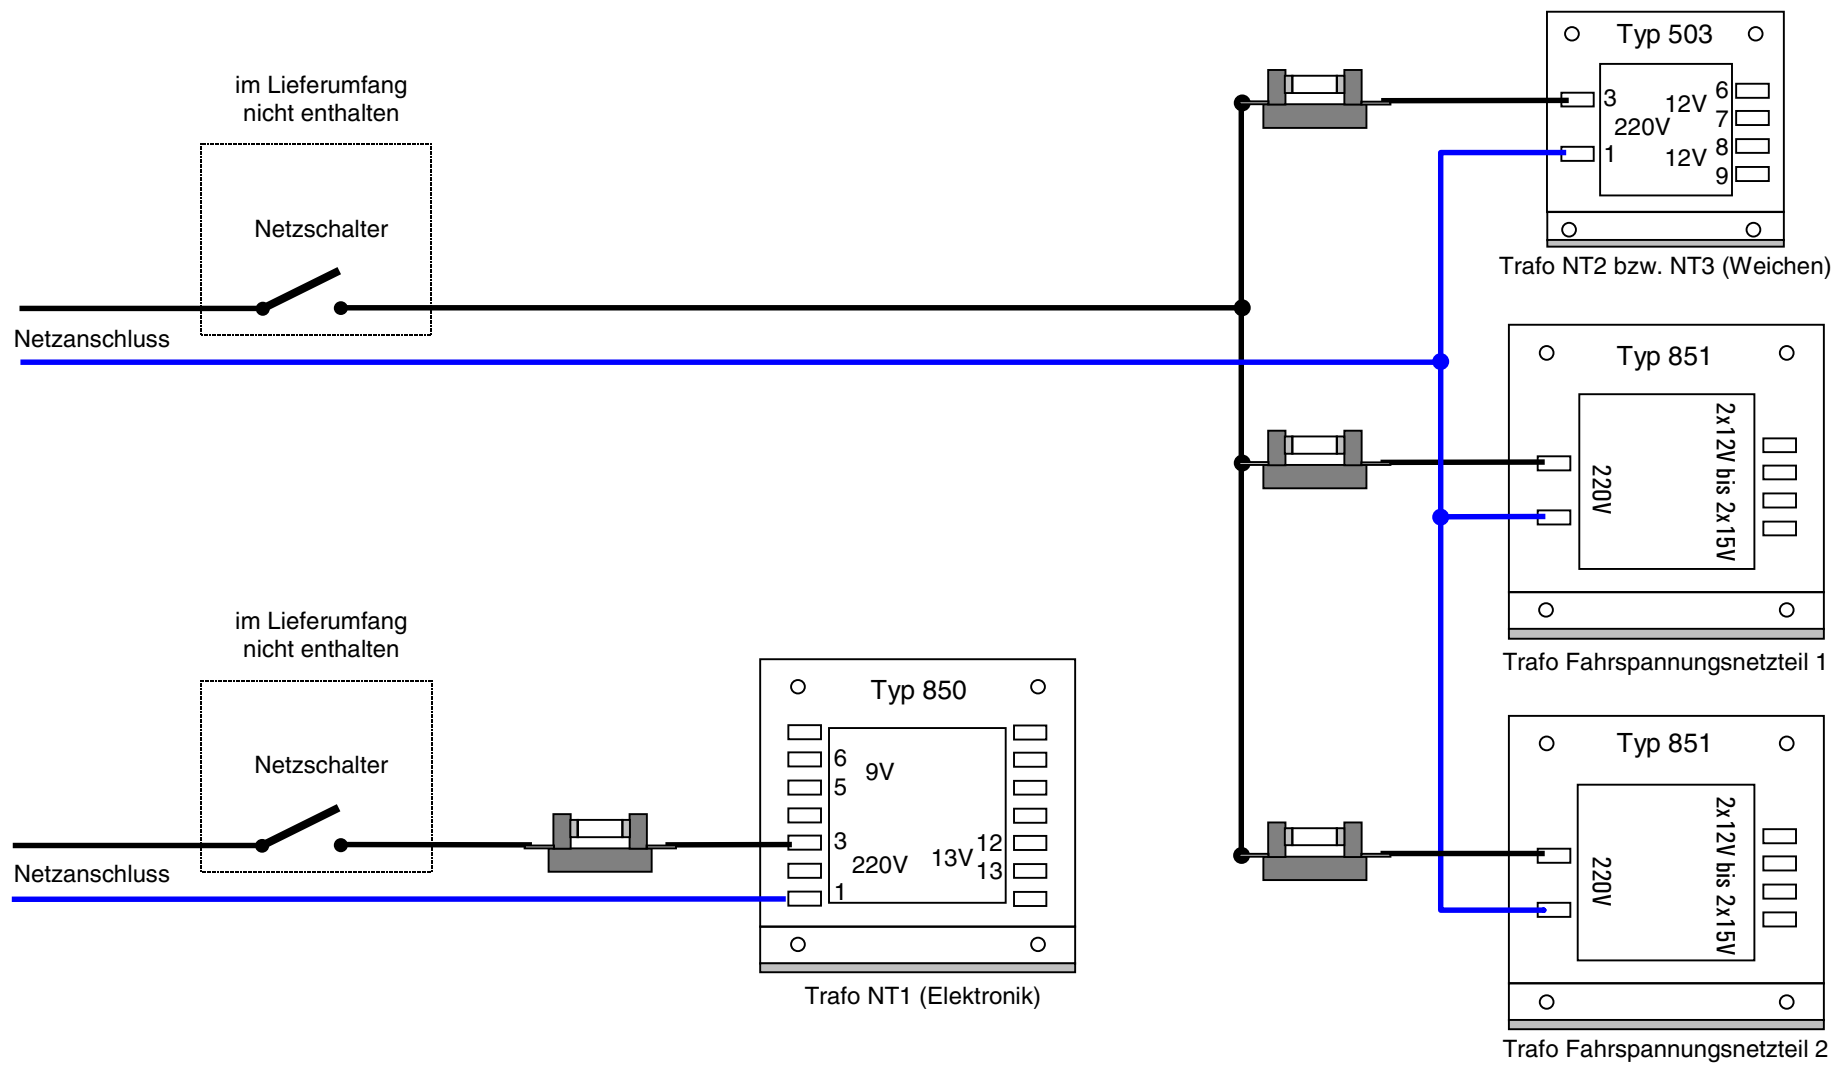 im Lieferumfang
nicht enthalten
Netzschalter
Netzanschluss
Typ 503
3
220V
1
12V
12V
6
7
8
9
Trafo NT2 bzw. NT3 (Weichen)
Typ 851
220V
2x12V bis 2x15V
Trafo Fahrspannungsnetzteil 1
im Lieferumfang
nicht enthalten
Netzschalter
Netzanschluss
Typ 850
6
9V
5
3
220V
13V
12
13
1
Trafo NT1 (Elektronik)
Typ 851
220V
2x12V bis 2x15V
Trafo Fahrspannungsnetzteil 2